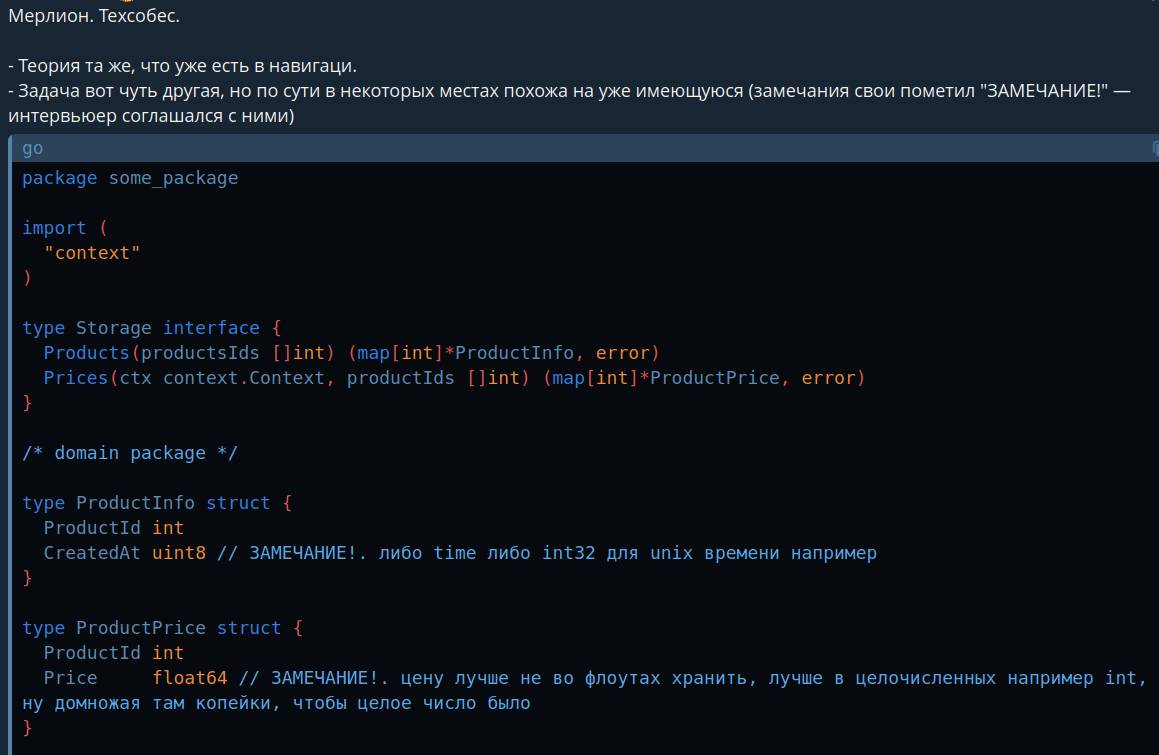 Мерлион. Техсобес.
- Теория та же, что уже есть в навигаци.
- Задача вот чуть другая, но по сути в некоторых местах похожа на уже имеющуюся (замечания свои пометил "ЗАМЕЧАНИЕ!" —
интервьюер соглашался с ними)
go
package some_package
import (
  "context"
)
type Storage interface {
  Products(productsIds []int) (map[int]*ProductInfo, error)
  Prices(ctx context.Context, productIds []int) (map[int]*ProductPrice, error)
}
/* domain package */
type ProductInfo struct {
  ProductId int
  CreatedAt uint8 // ЗАМЕЧАНИЕ!. либо time либо int32 для unix времени например
}
type ProductPrice struct {
  ProductId int
  Price     float64 // ЗАМЕЧАНИЕ!. цену лучше не во флоутах хранить, лучше в целочисленных например int,
ну домножая там копейки, чтобы целое число было
}